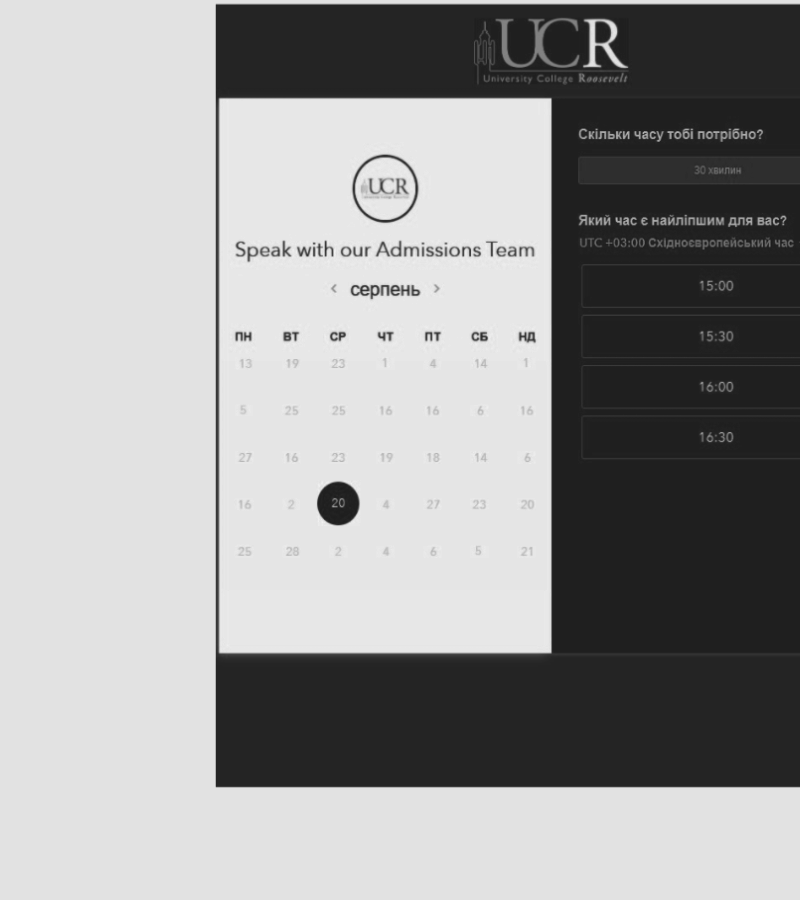 UCR
University College Roosevelt
UCR
Speak with our Admissions Team
‹ серпень ›
ПН ВТ СР ЧТ ПТ СБ НД
13 19 23 1 4 14 1
5 25 25 16 16 6 16
27 16 23 19 18 14 6
16 2 20 4 27 23 20
25 28 2 4 6 5 21
Скільки часу тобі потрібно?
30 хвилин
Який час є найліпшим для вас?
UTC +03:00 Східноєвропейський час
15:00
15:30
16:00
16:30